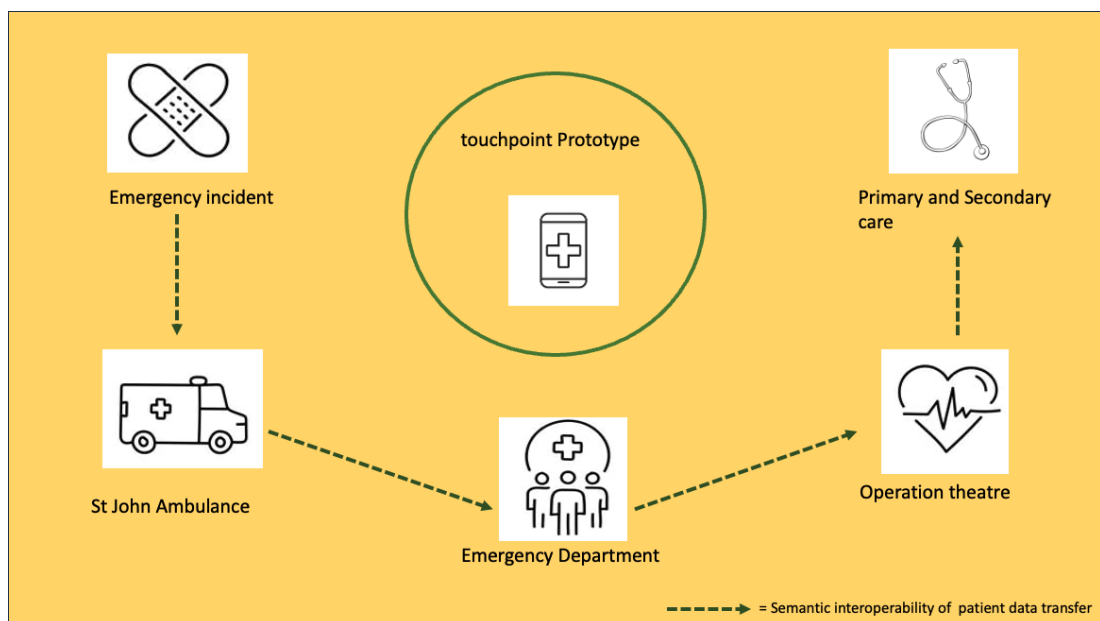 touchpoint Prototype
Emergency incident
Primary and Secondary
care
St John Ambulance
Emergency Department
Operation theatre
= Semantic interoperability of patient data transfer